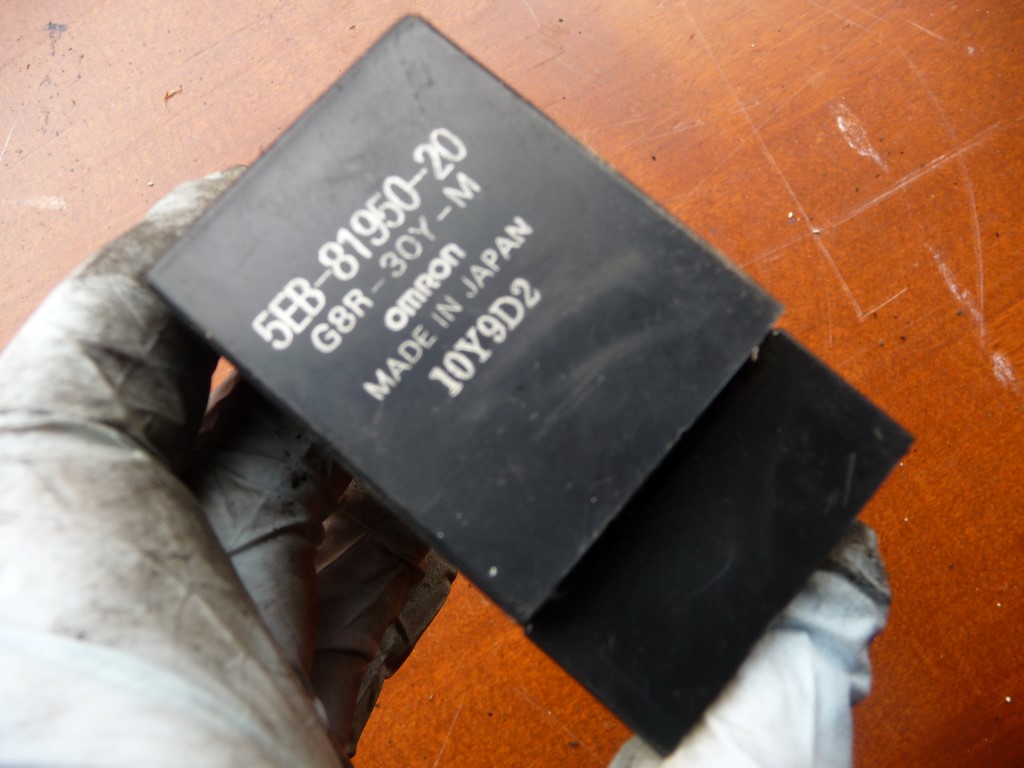 5EB-81950-20
G8R-30Y-M
OMRON
MADE IN JAPAN
10Y9D2